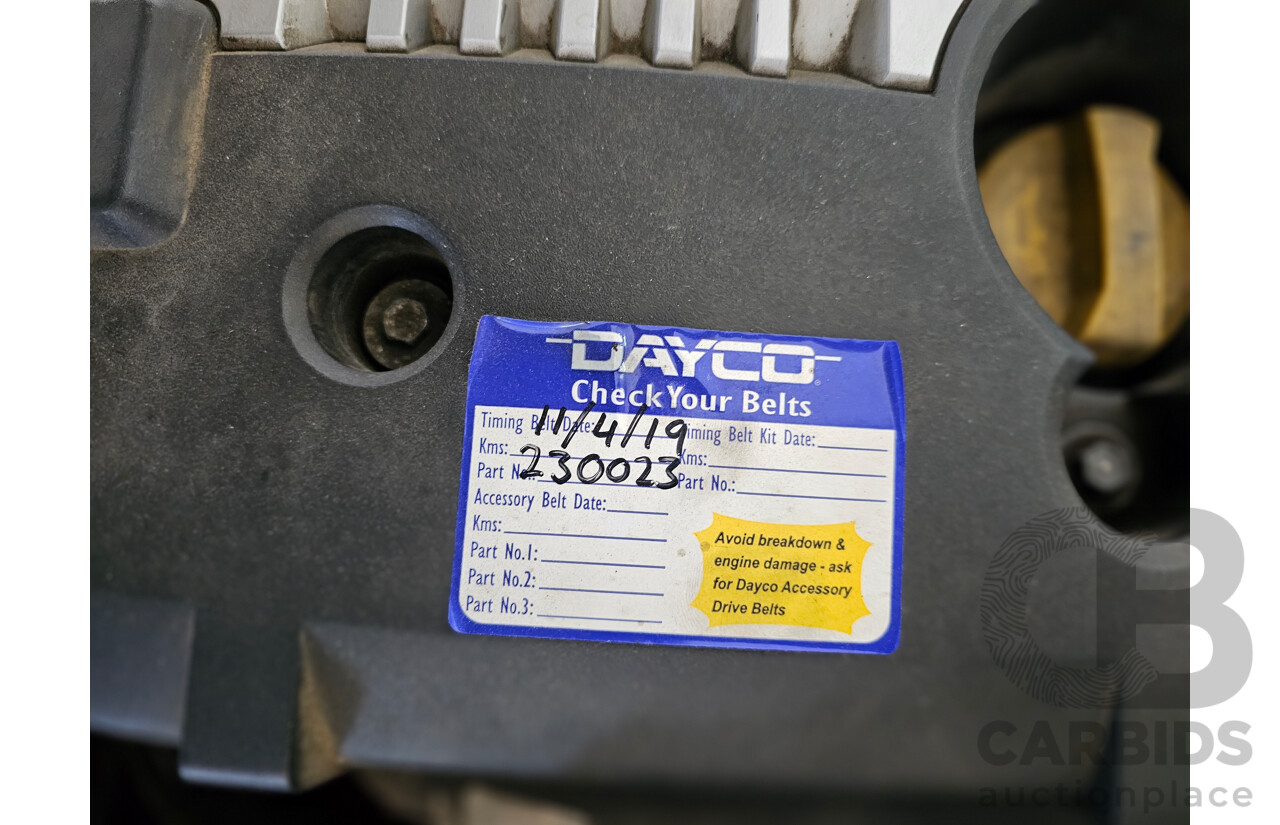 DAYCO
Check Your Belts
Timing Belt Date: 11/4/19
Kms: 230023
Part No.:
Accessory Belt Date:
Kms:
Part No.1:
Part No.2:
Part No.3:
Timing Belt Kit Date:
Kms:
Part No.:
Avoid breakdown &
engine damage - ask
for Dayco Accessory
Drive Belts
CB
CARBIDS
auctionplace